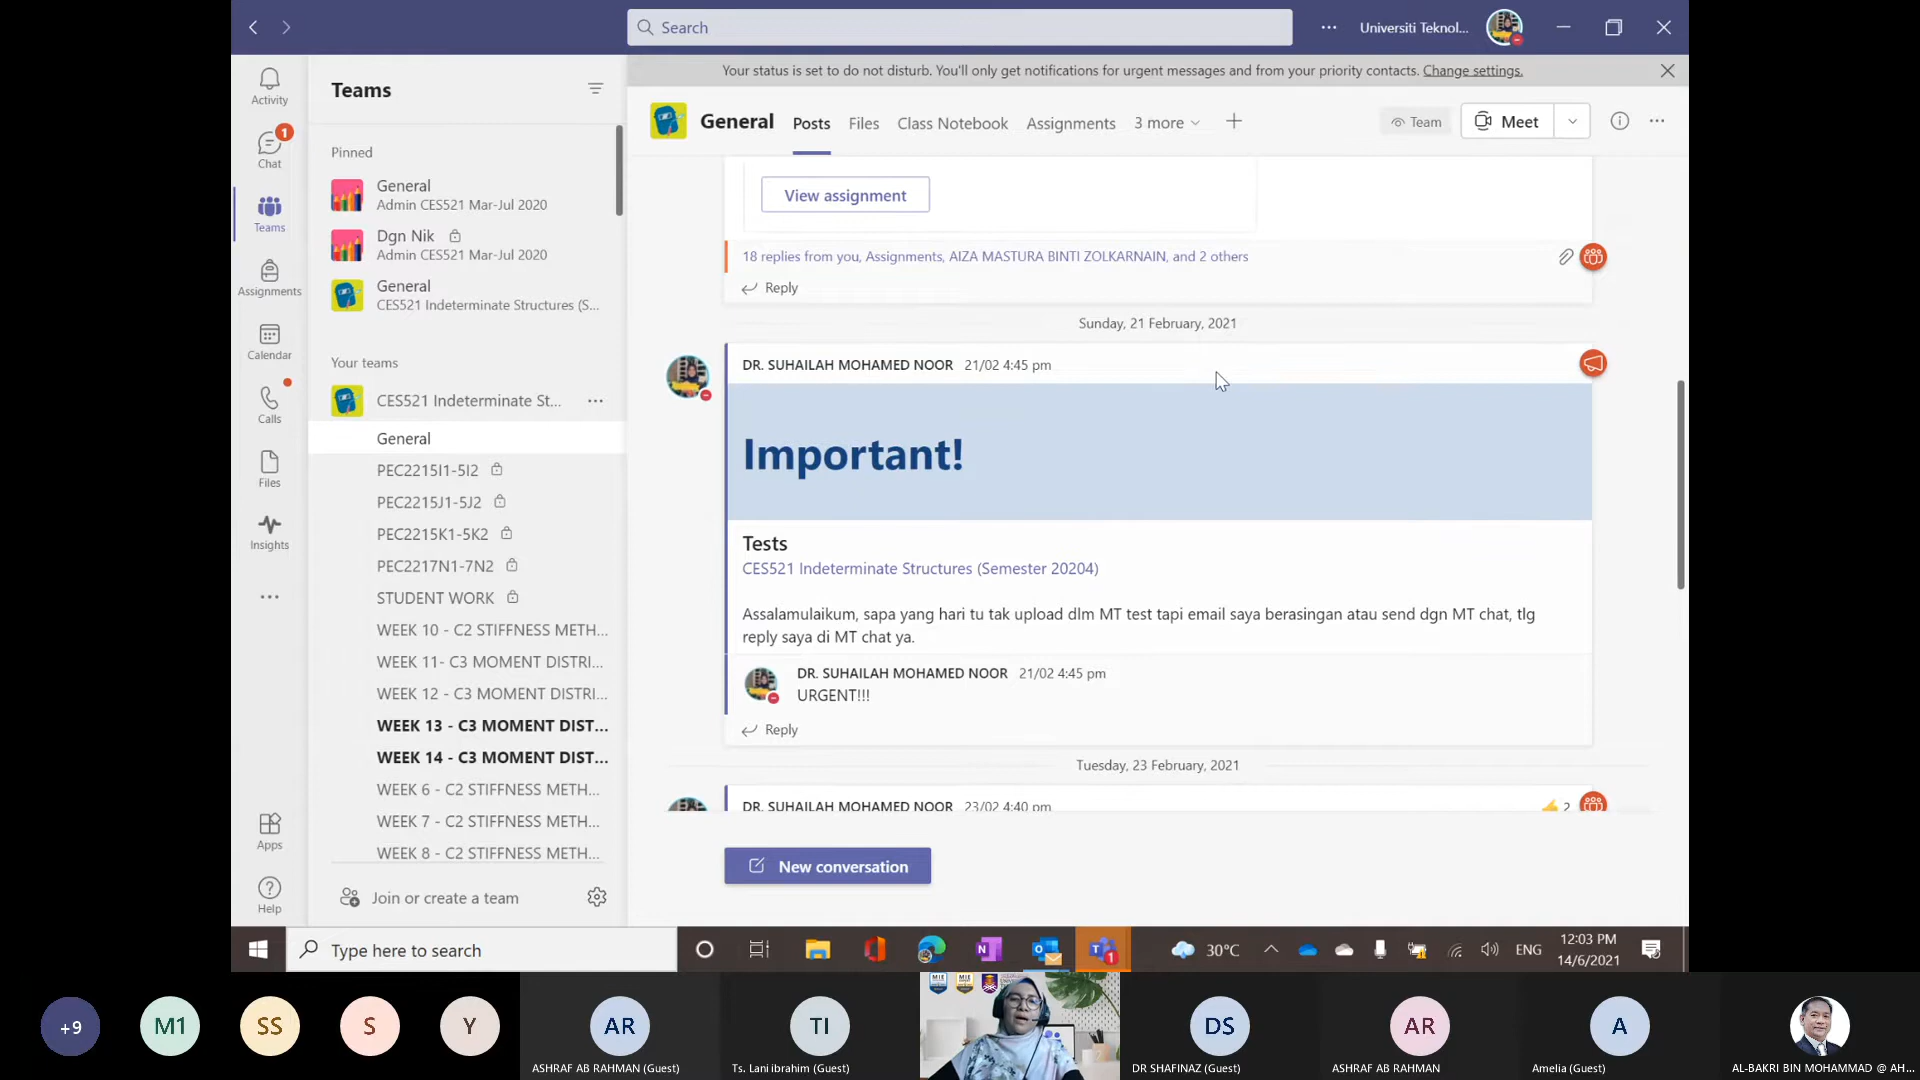 Search
Universiti Teknol...
Your status is set to do not disturb. You'll only get notifications for urgent messages and from your priority contacts. Change settings.
Activity
Chat
1
Teams
Assignments
Calendar
Calls
Files
Insights
Apps
Help
Teams
Pinned
General
Admin CES521 Mar-Jul 2020
Dgn Nik
Admin CES521 Mar-Jul 2020
General
CES521 Indeterminate Structures (S...
Your teams
CES521 Indeterminate St...
General
PEC2215I1-5I2
PEC2215J1-5J2
PEC2215K1-5K2
PEC2217N1-7N2
STUDENT WORK
WEEK 10 - C2 STIFFNESS METH...
WEEK 11- C3 MOMENT DISTRI...
WEEK 12 - C3 MOMENT DISTRI...
WEEK 13 - C3 MOMENT DIST...
WEEK 14 - C3 MOMENT DIST...
WEEK 6 - C2 STIFFNESS METH...
WEEK 7 - C2 STIFFNESS METH...
WEEK 8 - C2 STIFFNESS METH...
Join or create a team
General
Posts
Files
Class Notebook
Assignments
3 more
Team
Meet
View assignment
18 replies from you, Assignments, AIZA MASTURA BINTI ZOLKARNAIN, and 2 others
Reply
Sunday, 21 February, 2021
DR. SUHAILAH MOHAMED NOOR 21/02 4:45 pm
Important!
Tests
CES521 Indeterminate Structures (Semester 20204)
Assalamulaikum, sapa yang hari tu tak upload dlm MT test tapi email saya berasingan atau send dgn MT chat, tlg
reply saya di MT chat ya.
DR. SUHAILAH MOHAMED NOOR 21/02 4:45 pm
URGENT!!!
Reply
Tuesday, 23 February, 2021
DR. SUHAILAH MOHAMED NOOR 23/02 4:40 pm
2
New conversation
Type here to search
1
30°C
ENG
12:03 PM
14/6/2021
+9
M1
SS
S
Y
AR
ASHRAF AB RAHMAN (Guest)
TI
Ts. Lani ibrahim (Guest)
DS
DR SHAFINAZ (Guest)
AR
ASHRAF AB RAHMAN
A
Amelia (Guest)
AL-BAKRI BIN MOHAMMAD @ AH...